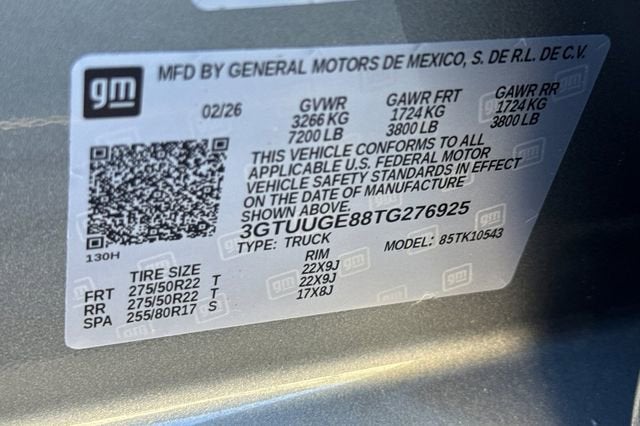 gm
MFD BY GENERAL MOTORS DE MEXICO, S. DE R.L. DE C.V.
02/26 GVWR GAWR FRT GAWR RR
3266 KG 1724 KG 1724 KG
7200 LB 3800 LB 3800 LB
THIS VEHICLE CONFORMS TO ALL
APPLICABLE U.S. FEDERAL MOTOR
VEHICLE SAFETY STANDARDS IN EFFECT
ON THE DATE OF MANUFACTURE
SHOWN ABOVE.
3GTUUGE88TG276925
TYPE: TRUCK MODEL: 85TK10543
130H
TIRE SIZE RIM
FRT 275/50R22 T 22X9J
RR 275/50R22 T 22X9J
SPA 255/80R17 S 17X8J